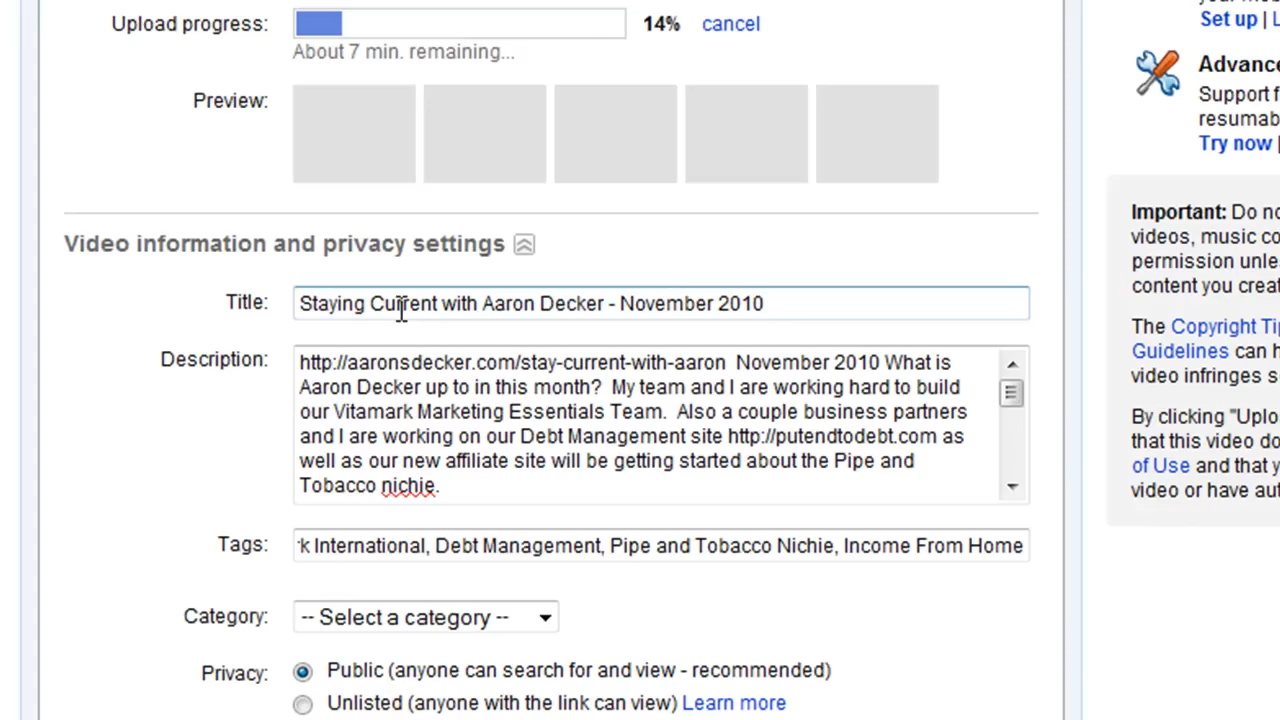 Upload progress: 14% cancel
About 7 min. remaining...
Preview:
Video information and privacy settings
Title: Staying Current with Aaron Decker - November 2010
Description: http://aaronsdecker.com/stay-current-with-aaron November 2010 What is
Aaron Decker up to in this month? My team and I are working hard to build
our Vitamark Marketing Essentials Team. Also a couple business partners
and I are working on our Debt Management site http://putendtodebt.com as
well as our new affiliate site will be getting started about the Pipe and
Tobacco nichie.
Tags: k International, Debt Management, Pipe and Tobacco Nichie, Income From Home
Category: -- Select a category --
Privacy: Public (anyone can search for and view - recommended)
Unlisted (anyone with the link can view) Learn more
Set up |
Advance
Support f
resumab
Try now |
Important: Do no
videos, music co
permission unle
content you creat
The Copyright Tip
Guidelines can h
video infringes s
By clicking "Uplo
that this video do
of Use and that y
video or have aut